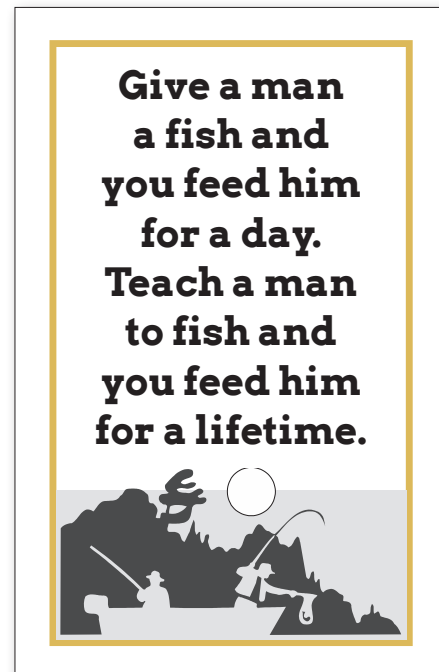 Give a man
a fish and
you feed him
for a day.
Teach a man
to fish and
you feed him
for a lifetime.